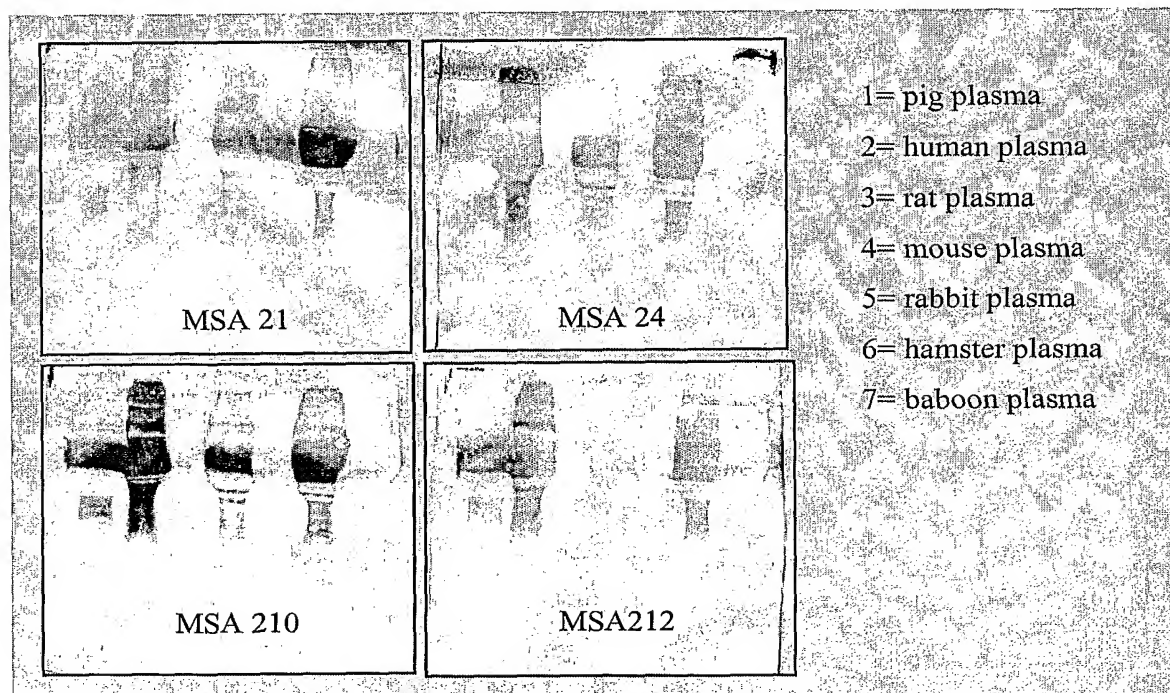 MSA 21
MSA 24
MSA 210
MSA212
1= pig plasma
2= human plasma
3= rat plasma
4= mouse plasma
5= rabbit plasma
6= hamster plasma
7= baboon plasma